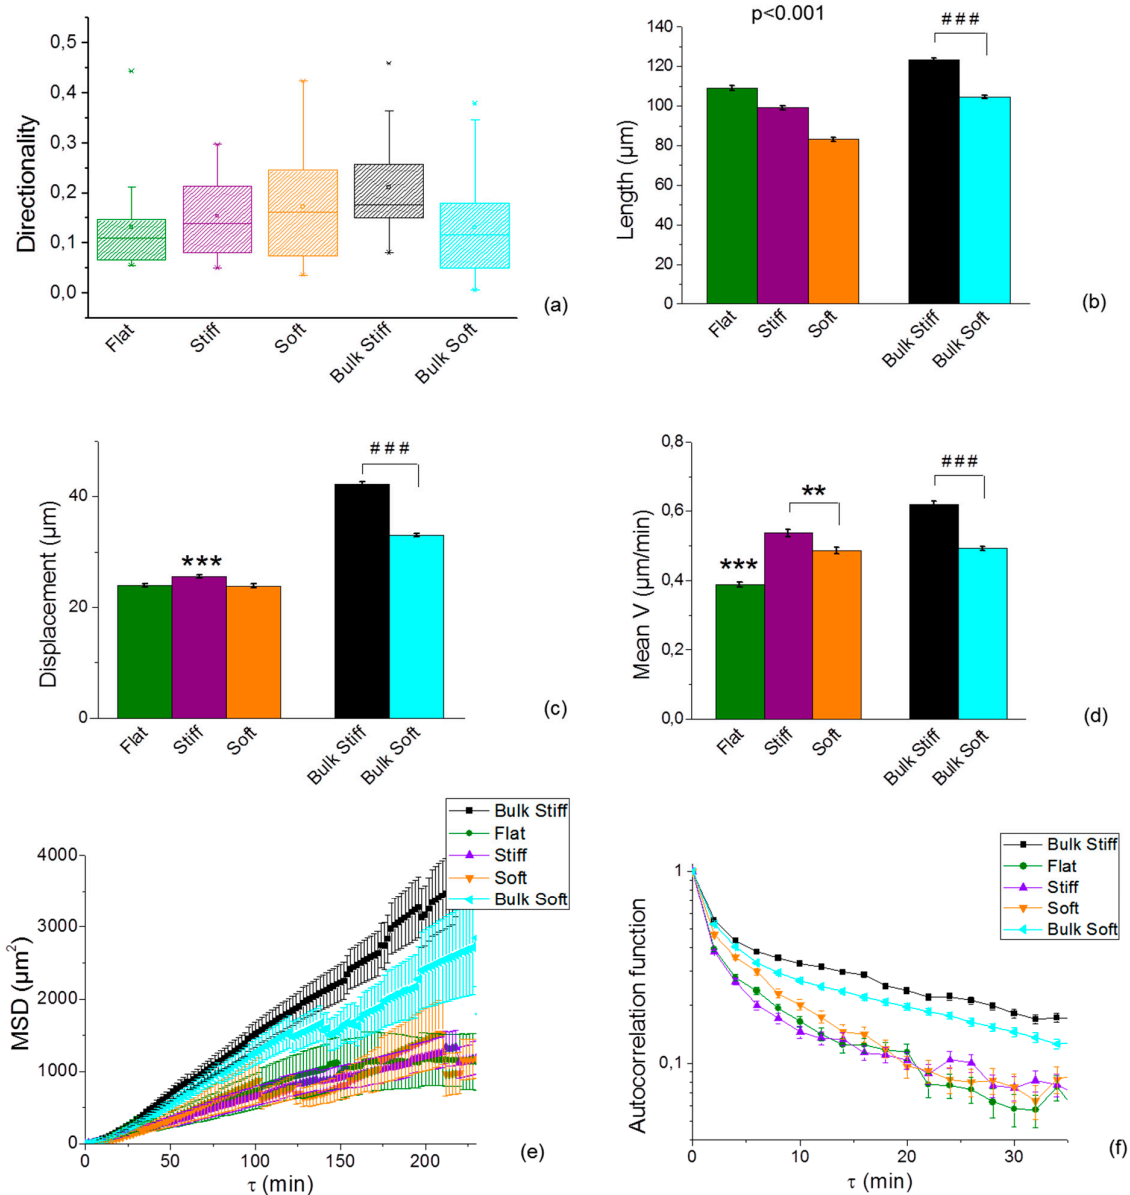 0,5
0,4
0,3
0,2
0,1
0,0
Directionality
Flat
Stiff
Soft
Bulk Stiff
Bulk Soft
(a)
p<0.001
###
140
120
100
80
60
40
20
0
Length (µm)
Flat
Stiff
Soft
Bulk Stiff
Bulk Soft
(b)
###
***
40
20
0
Displacement (µm)
Flat
Stiff
Soft
Bulk Stiff
Bulk Soft
(c)
0,8
0,6
0,4
0,2
0,0
Mean V (µm/min)
***
**
###
Flat
Stiff
Soft
Bulk Stiff
Bulk Soft
(d)
Bulk Stiff
Flat
Stiff
Soft
Bulk Soft
4000
3000
2000
1000
0
MSD (µm²)
0
50
100
150
200
τ (min)
(e)
Bulk Stiff
Flat
Stiff
Soft
Bulk Soft
1
0,1
Autocorrelation function
0
10
20
30
τ (min)
(f)